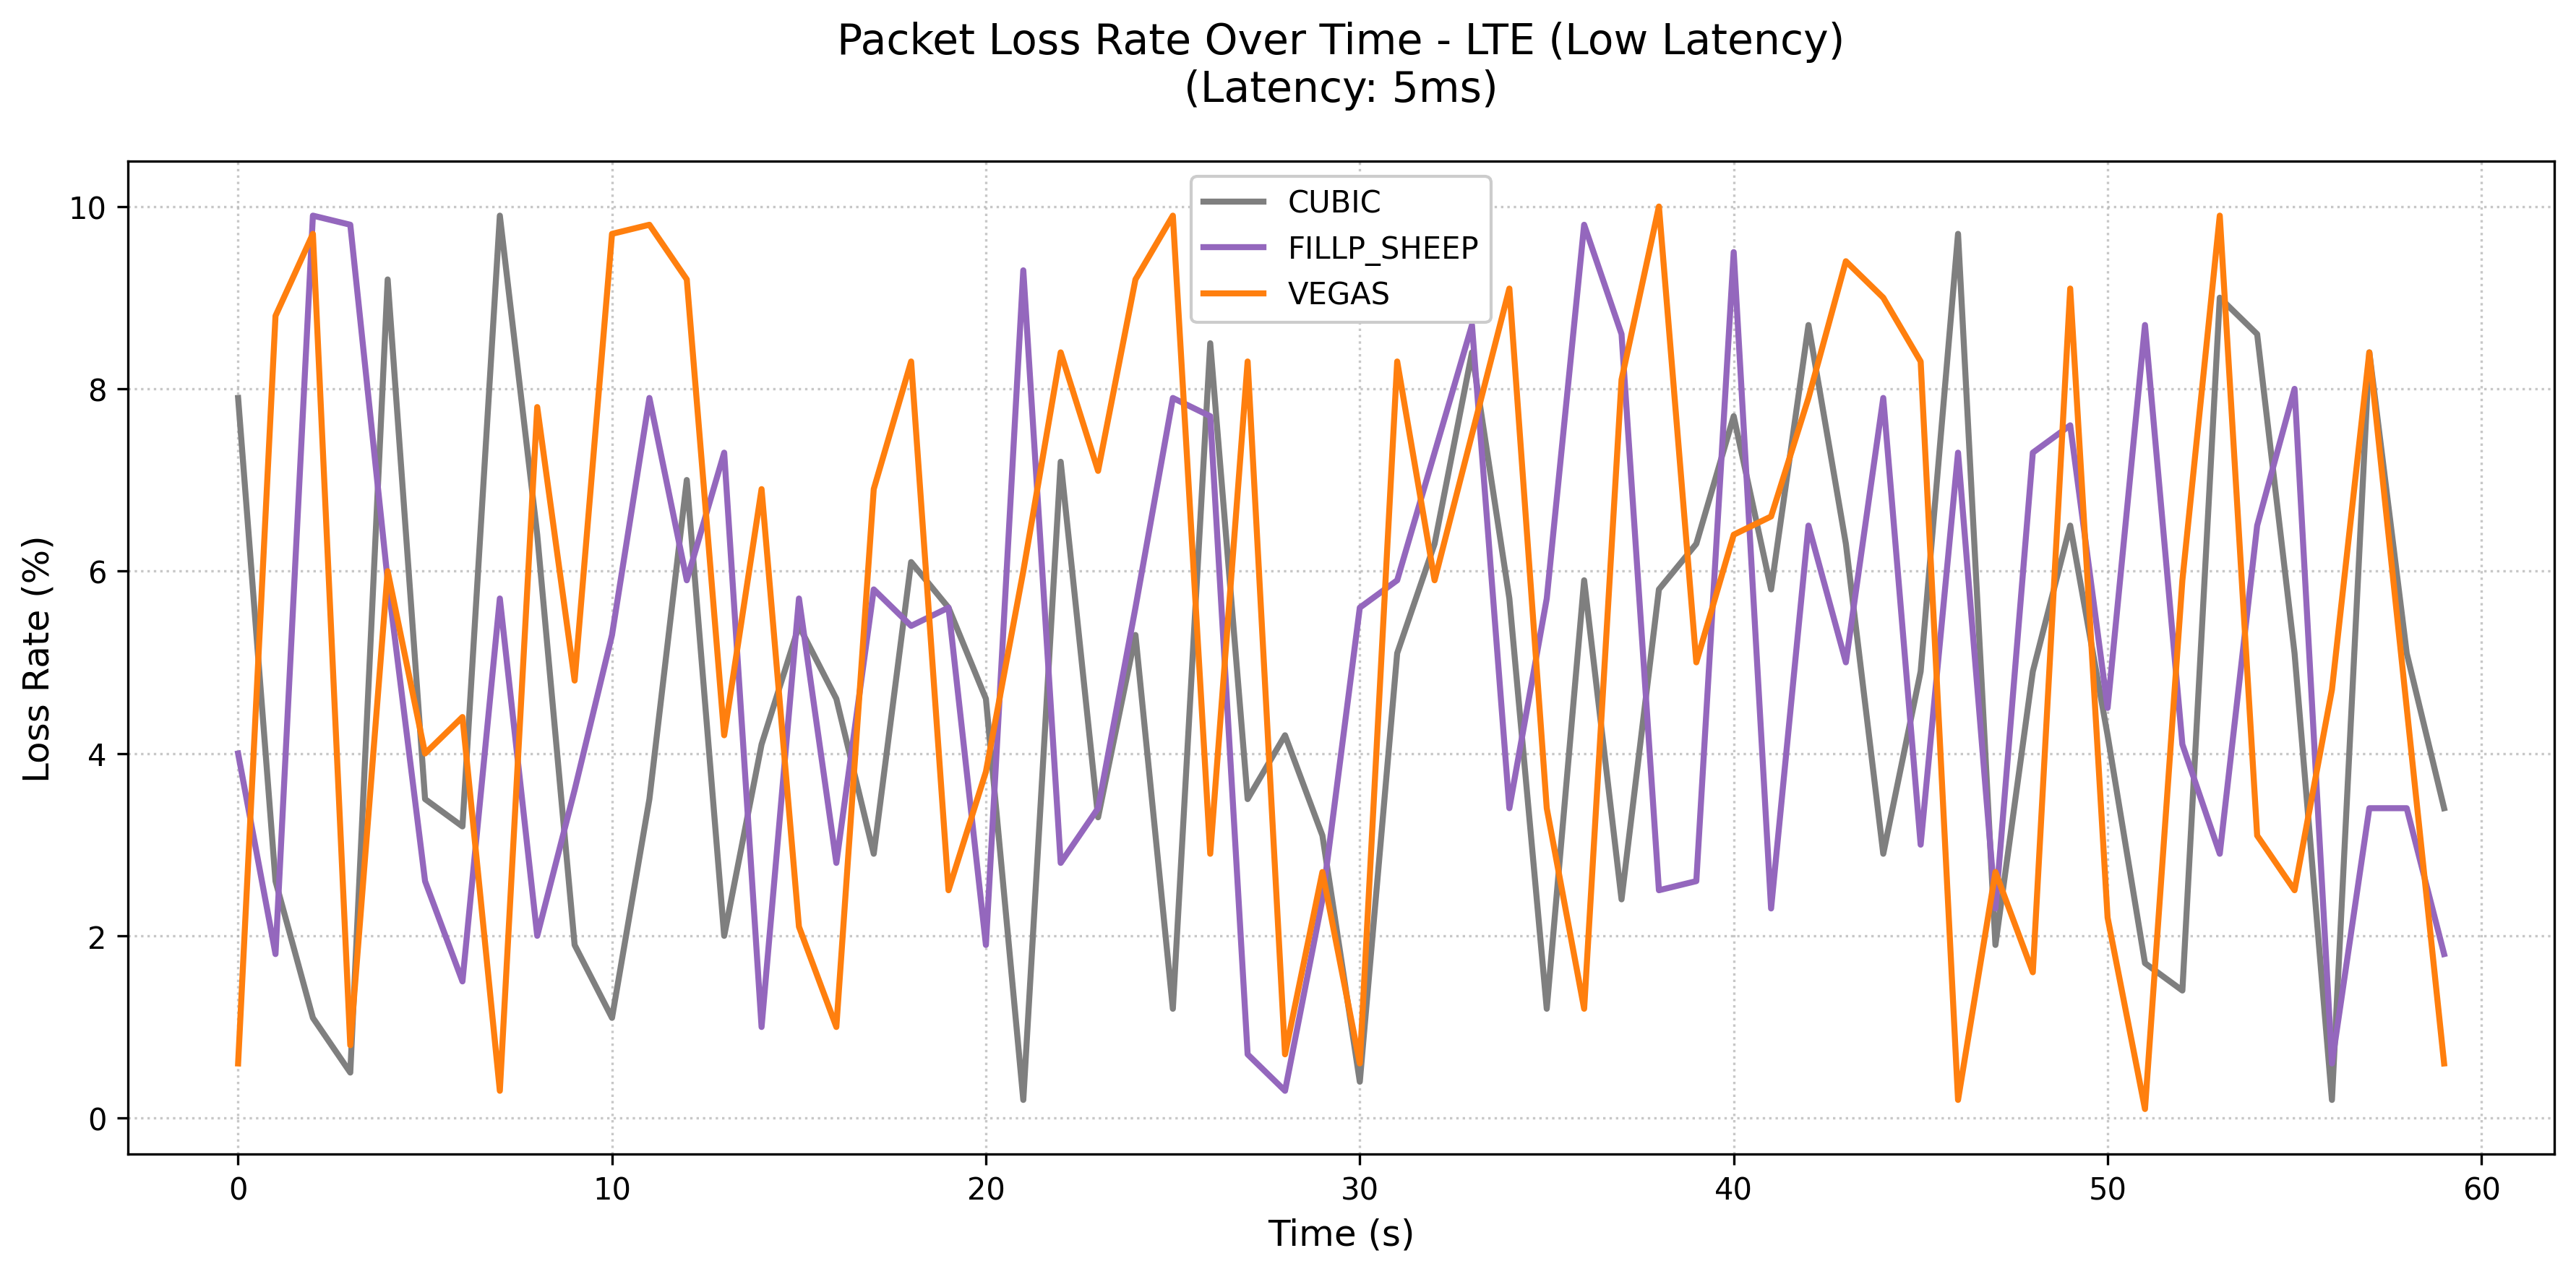 Packet Loss Rate Over Time - LTE (Low Latency)
(Latency: 5ms)
CUBIC
FILLP_SHEEP
VEGAS
Loss Rate (%)
10
8
6
4
2
0
0 10 20 30 40 50 60
Time (s)